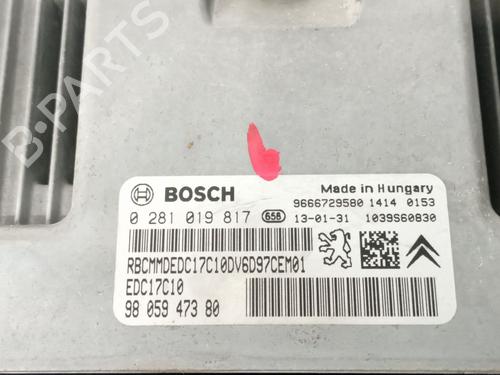 B-PARTS
BOSCH
Made in Hungary
0 281 019 817 656
9666729580 1414 0153
13-01-31 1039S60830
RBCMMDEDC17C10DV6D97CEM01
EDC17C10
98 059 473 80